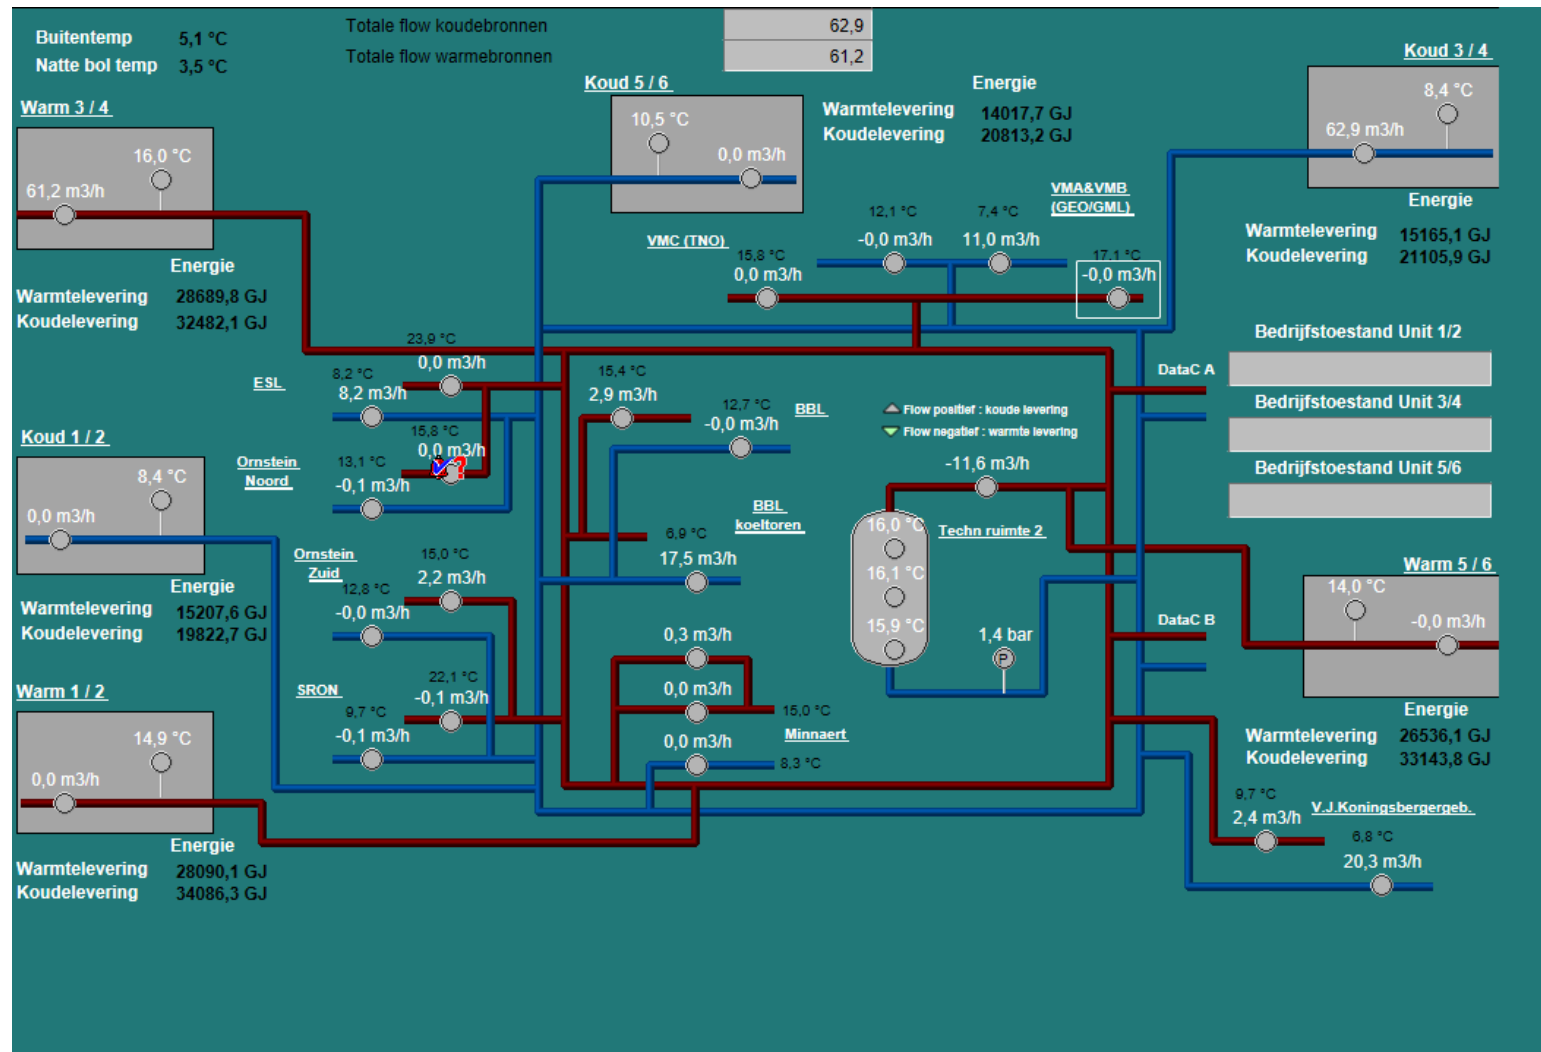 Buitentemp 5,1 °C
Natte bol temp 3,5 °C
Totale flow koudebronnen 62,9
Totale flow warmebronnen 61,2
Koud 5 / 6
10,5 °C
0,0 m3/h
Energie
Warmtelevering 14017,7 GJ
Koudelevering 20813,2 GJ
Koud 3 / 4
8,4 °C
62,9 m3/h
Energie
Warmtelevering 15165,1 GJ
Koudelevering 21105,9 GJ
Warm 3 / 4
16,0 °C
61,2 m3/h
Energie
Warmtelevering 28689,8 GJ
Koudelevering 32482,1 GJ
VMA&VMB
(GEO/GML)
12,1 °C
-0,0 m3/h
7,4 °C
11,0 m3/h
VMC (TNO)
15,8 °C
0,0 m3/h
17,1 °C
-0,0 m3/h
23,9 °C
0,0 m3/h
ESL
8,2 °C
8,2 m3/h
15,8 °C
0,0 m3/h
?
Ornstein
Noord
13,1 °C
-0,1 m3/h
15,4 °C
2,9 m3/h
12,7 °C
-0,0 m3/h
BBL
Flow positief : koude levering
Flow negatief : warmte levering
-11,6 m3/h
DataC A
Bedrijfstoestand Unit 1/2
Bedrijfstoestand Unit 3/4
Bedrijfstoestand Unit 5/6
Koud 1 / 2
8,4 °C
0,0 m3/h
Energie
Warmtelevering 15207,6 GJ
Koudelevering 19822,7 GJ
BBL
koeltoren
6,9 °C
17,5 m3/h
16,0 °C
16,1 °C
15,9 °C
Techn ruimte 2
1,4 bar
P
Ornstein
Zuid
15,0 °C
2,2 m3/h
12,8 °C
-0,0 m3/h
Warm 5 / 6
14,0 °C
-0,0 m3/h
Energie
Warmtelevering 26536,1 GJ
Koudelevering 33143,8 GJ
DataC B
0,3 m3/h
0,0 m3/h
15,0 °C
Minnaert
0,0 m3/h
8,3 °C
SRON
22,1 °C
-0,1 m3/h
9,7 °C
-0,1 m3/h
Warm 1 / 2
14,9 °C
0,0 m3/h
Energie
Warmtelevering 28090,1 GJ
Koudelevering 34086,3 GJ
9,7 °C
2,4 m3/h
V.J.Koningsbergergeb.
6,8 °C
20,3 m3/h